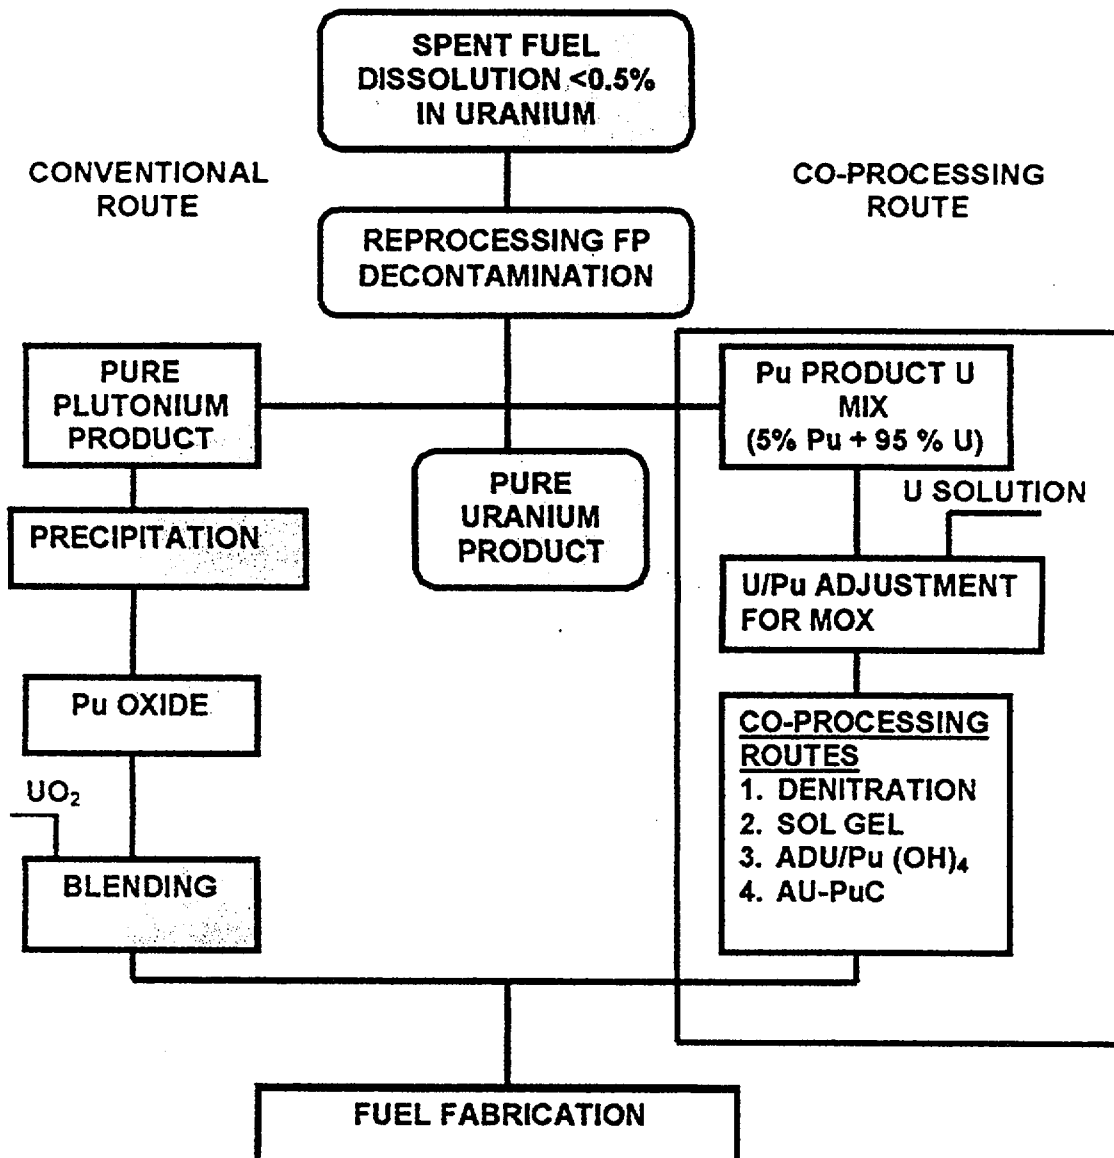 SPENT FUEL
DISSOLUTION <0.5%
IN URANIUM
CONVENTIONAL
ROUTE
CO-PROCESSING
ROUTE
REPROCESSING FP
DECONTAMINATION
PURE
PLUTONIUM
PRODUCT
Pu PRODUCT U
MIX
(5% Pu + 95 % U)
PURE
URANIUM
PRODUCT
U SOLUTION
PRECIPITATION
U/Pu ADJUSTMENT
FOR MOX
Pu OXIDE
CO-PROCESSING
ROUTES
1. DENITRATION
2. SOL GEL
3. ADU/Pu (OH)₄
4. AU-PuC
UO₂
BLENDING
FUEL FABRICATION